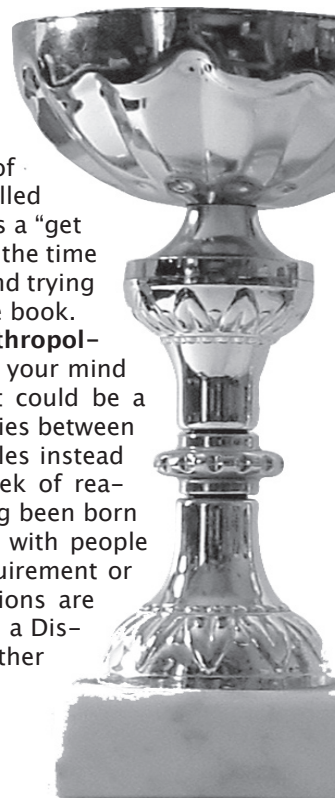 of
lled
s a “get
the time
nd trying
e book.
thropol-
your mind
t could be a
ies between
les instead
ek of rea-
g been born
with people
uirement or
ions are
a Dis-
ther